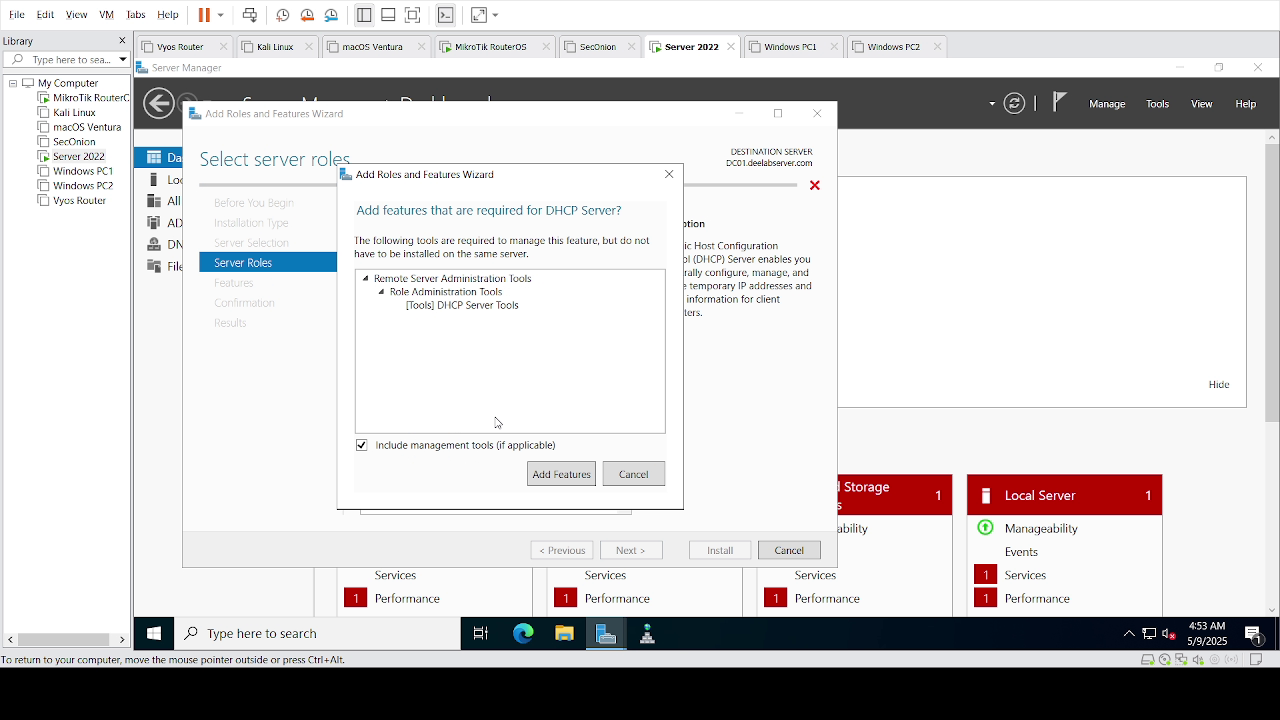 File Edit View VM Tabs Help
Library
Type here to sea...
My Computer
MikroTik RouterO
Kali Linux
macOS Ventura
SecOnion
Server 2022
Windows PC1
Windows PC2
Vyos Router
Vyos Router
Kali Linux
macOS Ventura
MikroTik RouterOS
SecOnion
Server 2022
Windows PC1
Windows PC2
Server Manager
Manage Tools View Help
Add Roles and Features Wizard
Select server roles
DESTINATION SERVER
DC01.deelabserver.com
Before You Begin
Installation Type
Server Selection
Server Roles
Features
Confirmation
Results
Add Roles and Features Wizard
Add features that are required for DHCP Server?
The following tools are required to manage this feature, but do not
have to be installed on the same server.
Remote Server Administration Tools
Role Administration Tools
[Tools] DHCP Server Tools
Include management tools (if applicable)
Add Features
Cancel
ption
ic Host Configuration
ol (DHCP) Server enables you
rally configure, manage, and
e temporary IP addresses and
information for client
ters.
< Previous
Next >
Install
Cancel
Hide
Da
Lo
All
AD
DN
File
Services
1 Performance
Services
1 Performance
d Storage
s
1
ability
Services
1 Performance
Local Server 1
Manageability
Events
1 Services
1 Performance
Type here to search
4:53 AM
5/9/2025
1
To return to your computer, move the mouse pointer outside or press Ctrl+Alt.